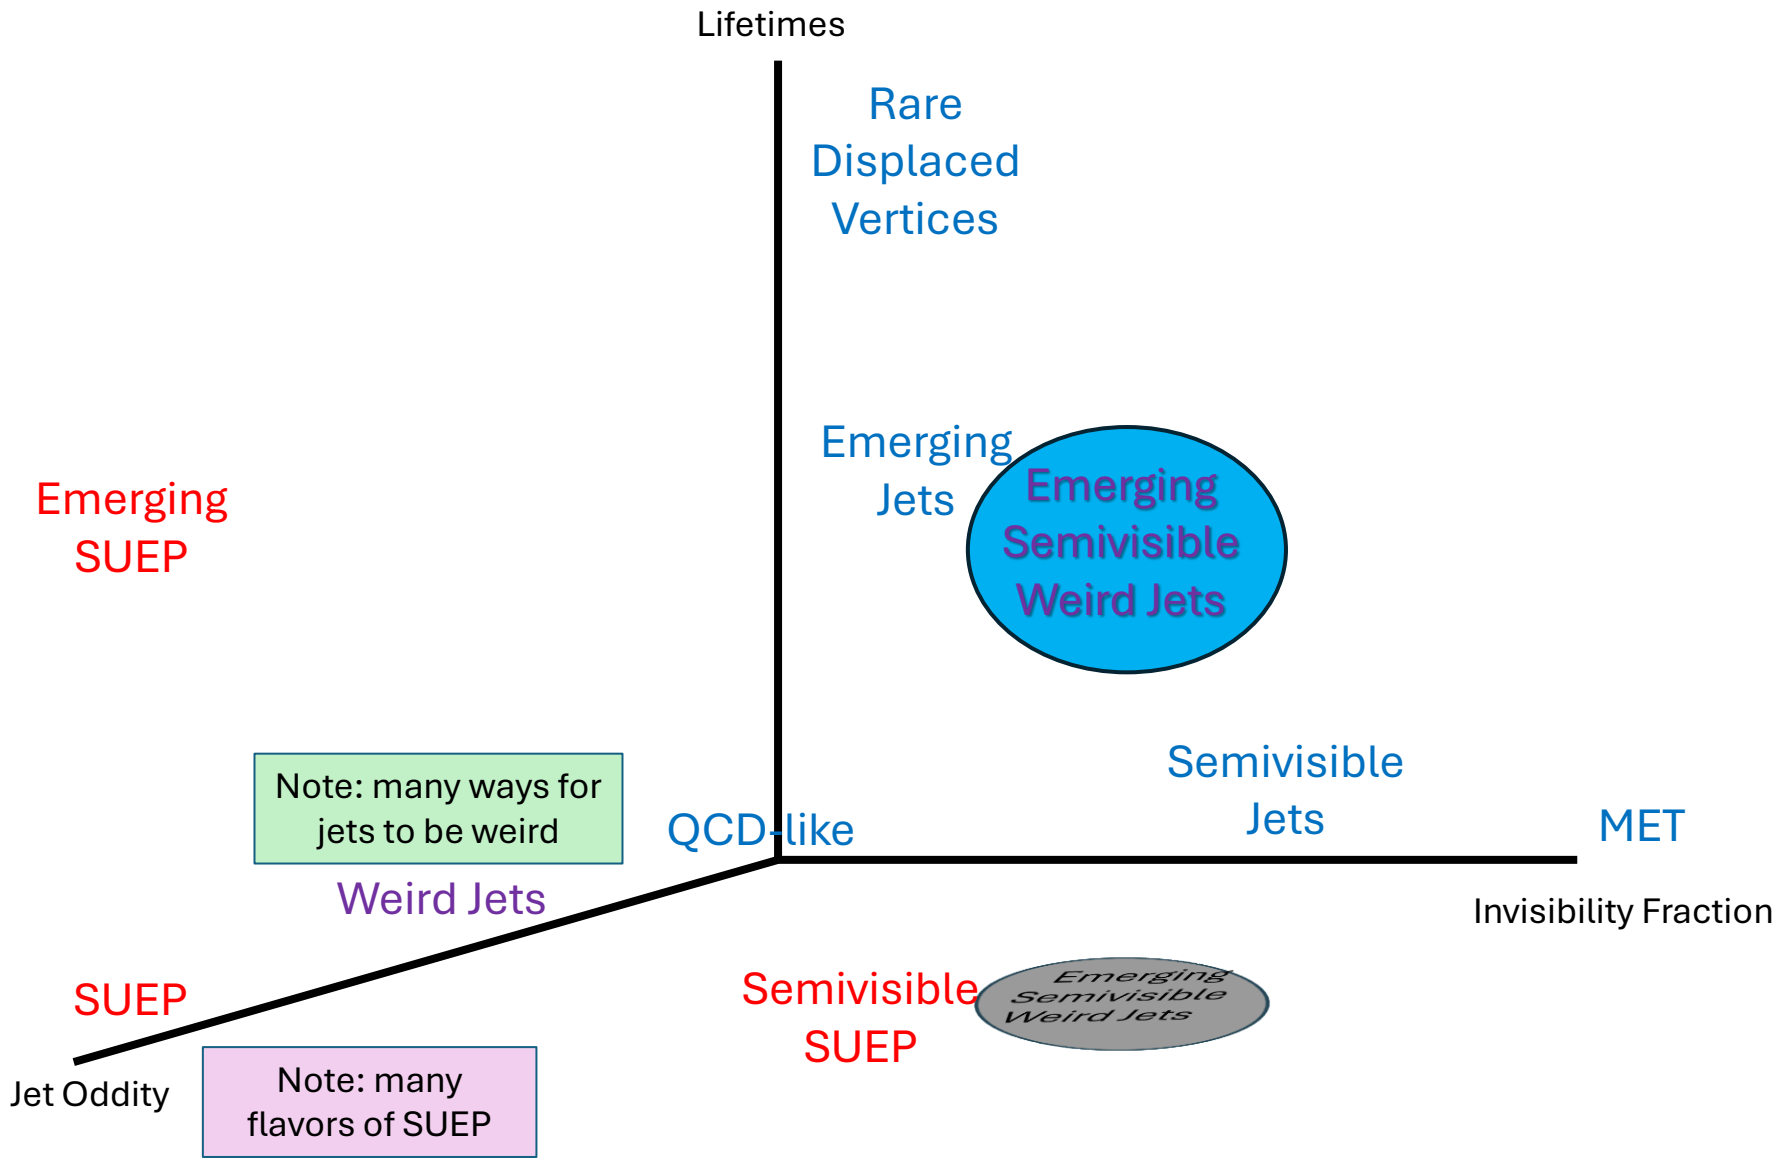 Lifetimes
Rare
Displaced
Vertices
Emerging
Jets
Emerging
Semivisible
Weird Jets
Emerging
SUEP
Note: many ways for
jets to be weird
QCD-like
Semivisible
Jets
MET
Invisibility Fraction
Weird Jets
SUEP
Jet Oddity
Note: many
flavors of SUEP
Semivisible
SUEP
Emerging
Semivisible
Weird Jets